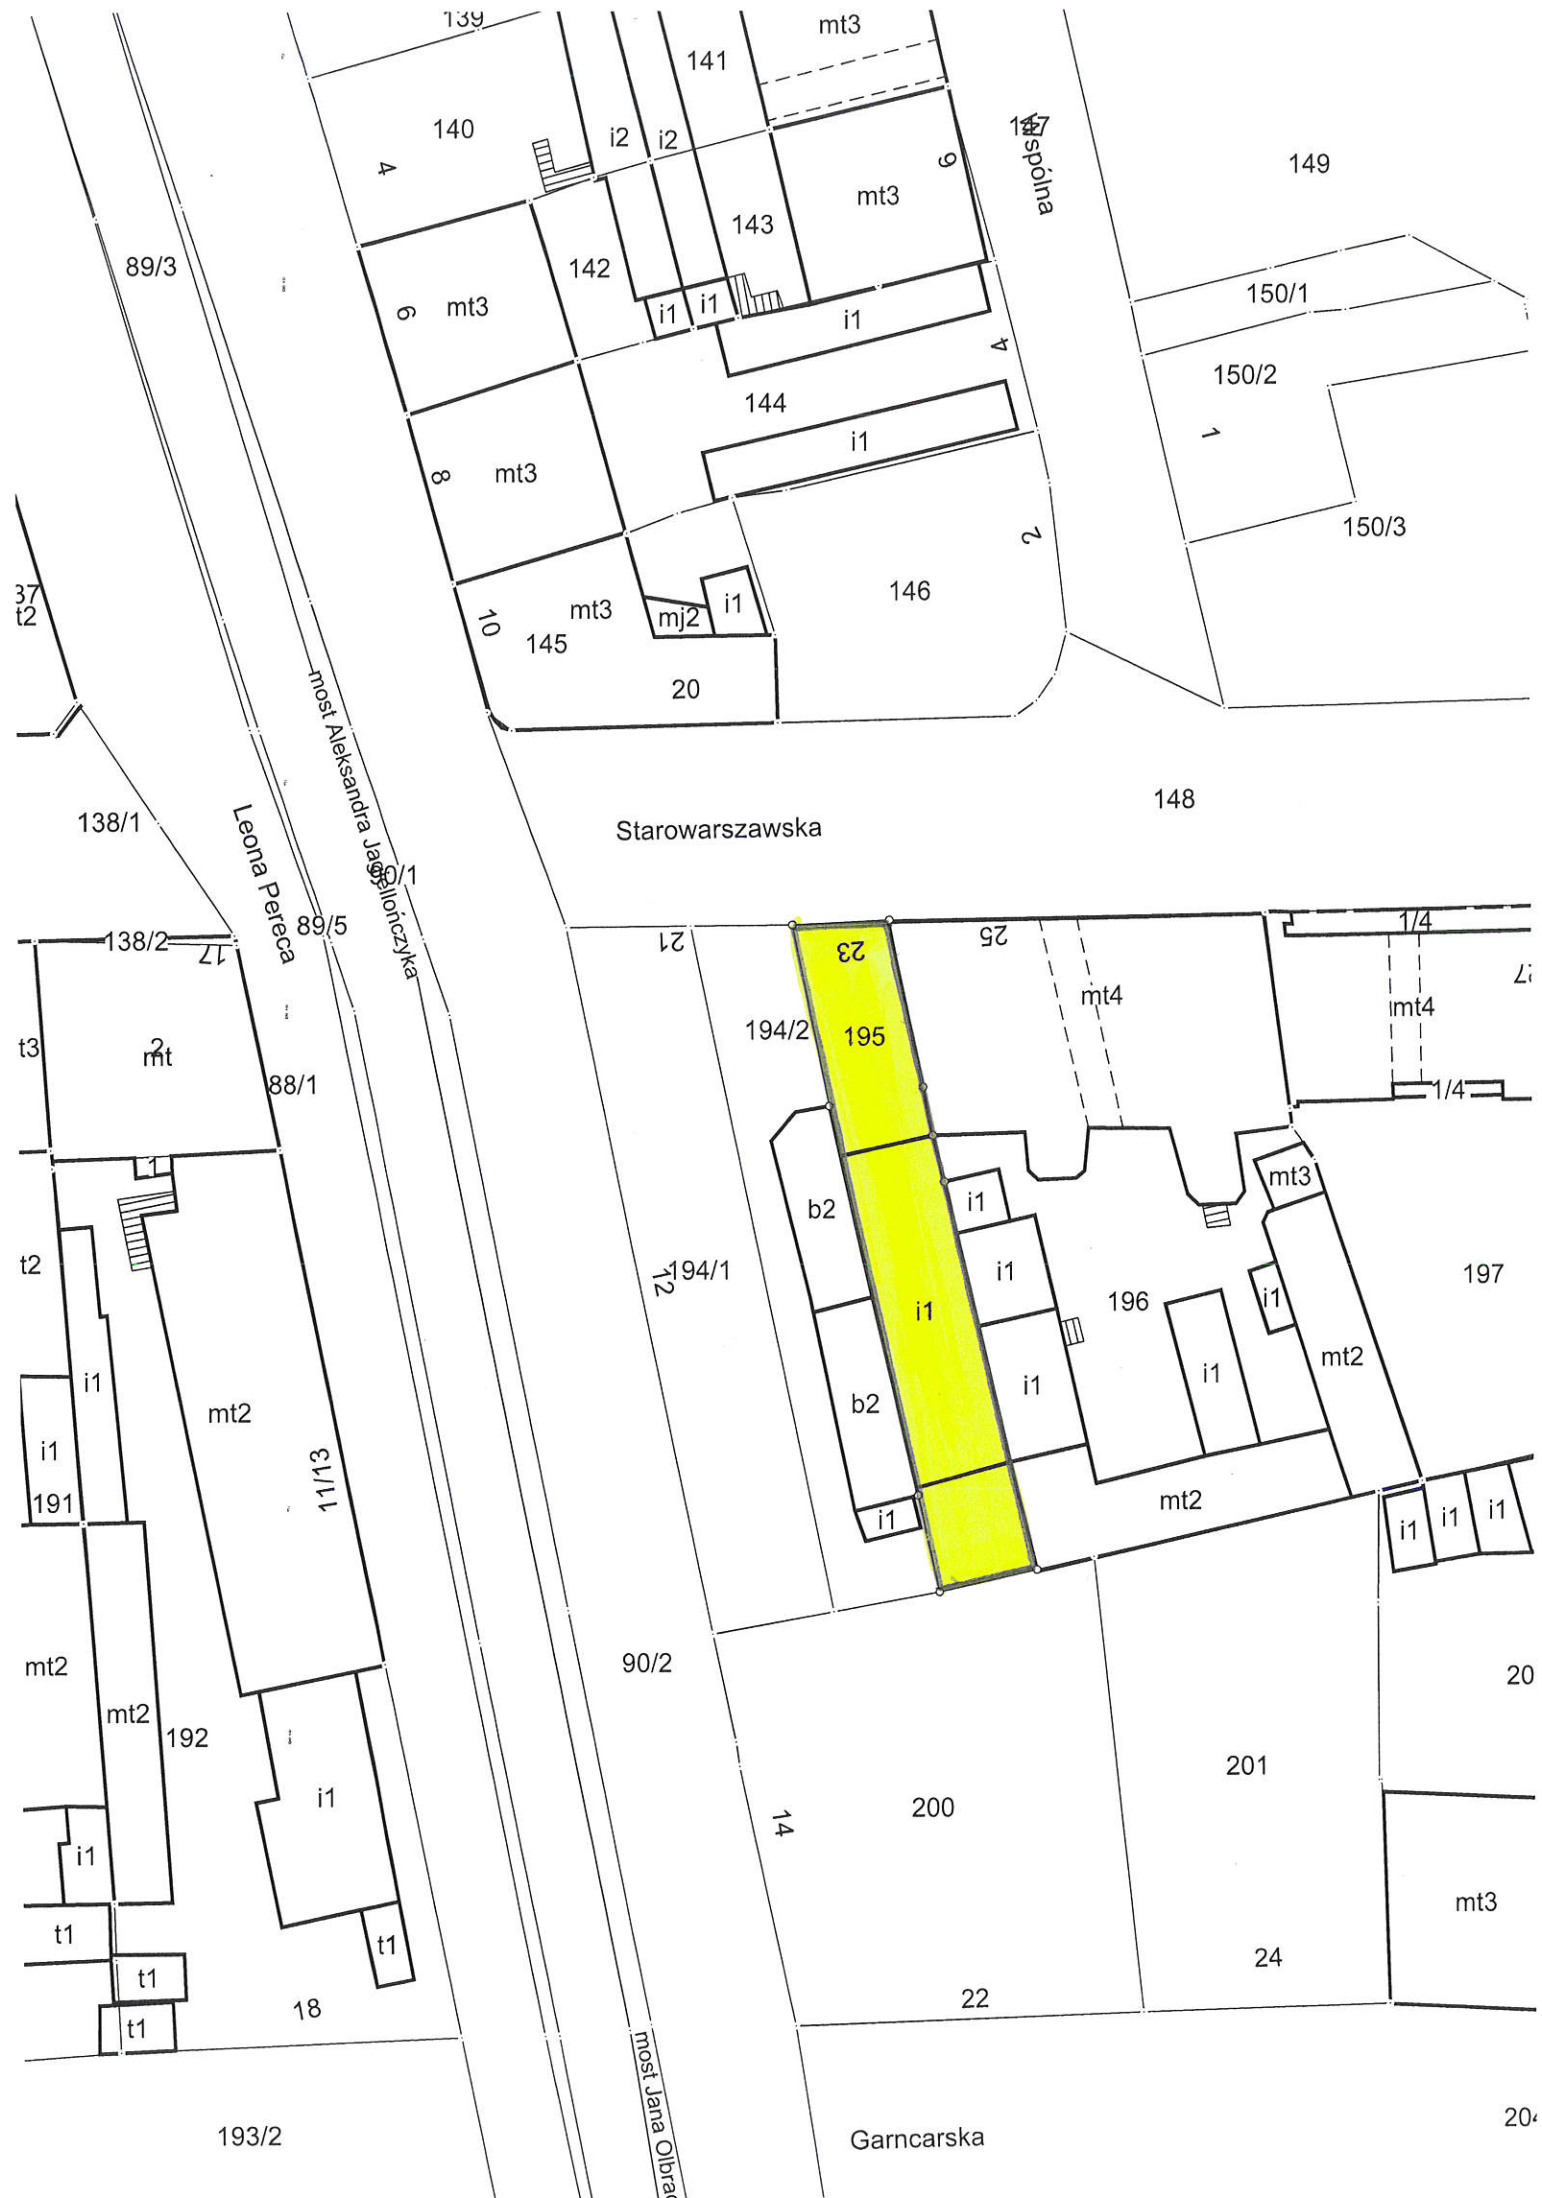 139
mt3
141
140
i2
i2
147
Wspólna
149
4
6
mt3
143
89/3
142
150/1
mt3
6
i1
i1
i1
4
150/2
144
1
8
mt3
i1
150/3
2
37
t2
10
mt3
mj2
i1
146
145
20
148
138/1
Starowarszawska
most Aleksandra Jagiellończyka
Leona Pereca
90/1
89/5
138/2
17
21
23
25
1/4
27
mt4
mt4
194/2
195
t3
2
mt
88/1
1/4
1
mt3
b2
i1
t2
194/1
12
i1
i1
196
i1
197
i1
mt2
i1
b2
i1
i1
mt2
i1
11/13
191
i1
mt2
i1
i1
i1
90/2
mt2
20
mt2
192
201
i1
200
14
i1
mt3
t1
t1
t1
24
t1
22
18
most Jana Olbrac
193/2
Garncarska
204